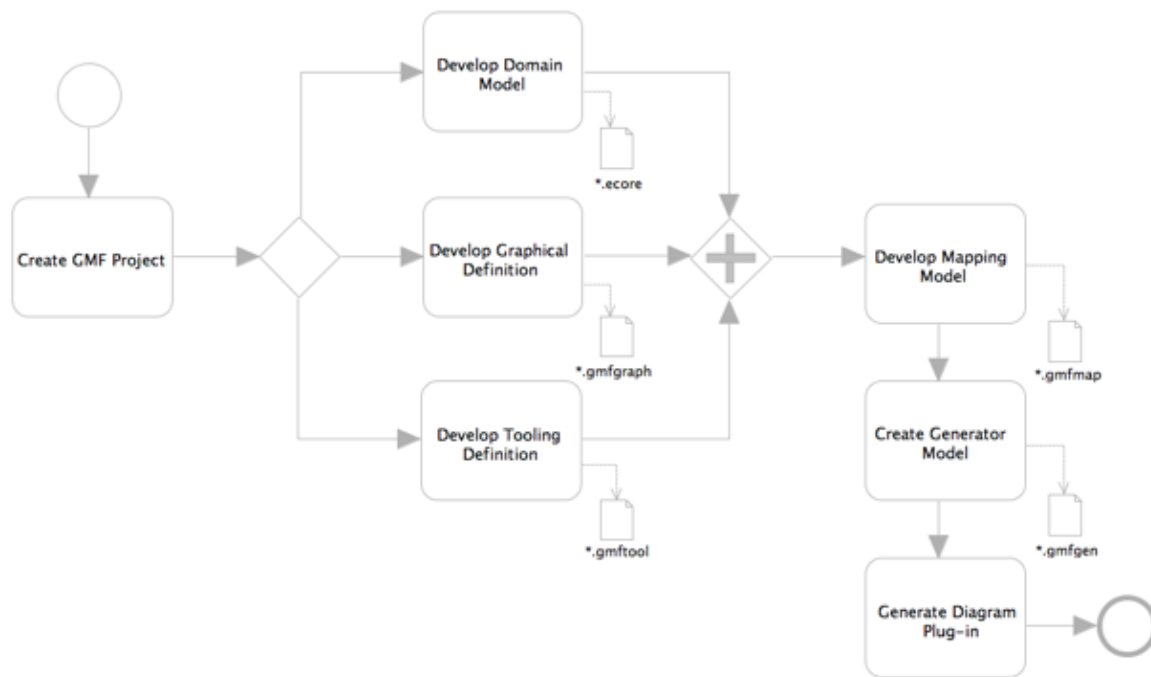 Create GMF Project
Develop Domain
Model
*.ecore
Develop Graphical
Definition
*.gmfgraph
Develop Tooling
Definition
*.gmftool
Develop Mapping
Model
*.gmfmap
Create Generator
Model
*.gmfgen
Generate Diagram
Plug-in